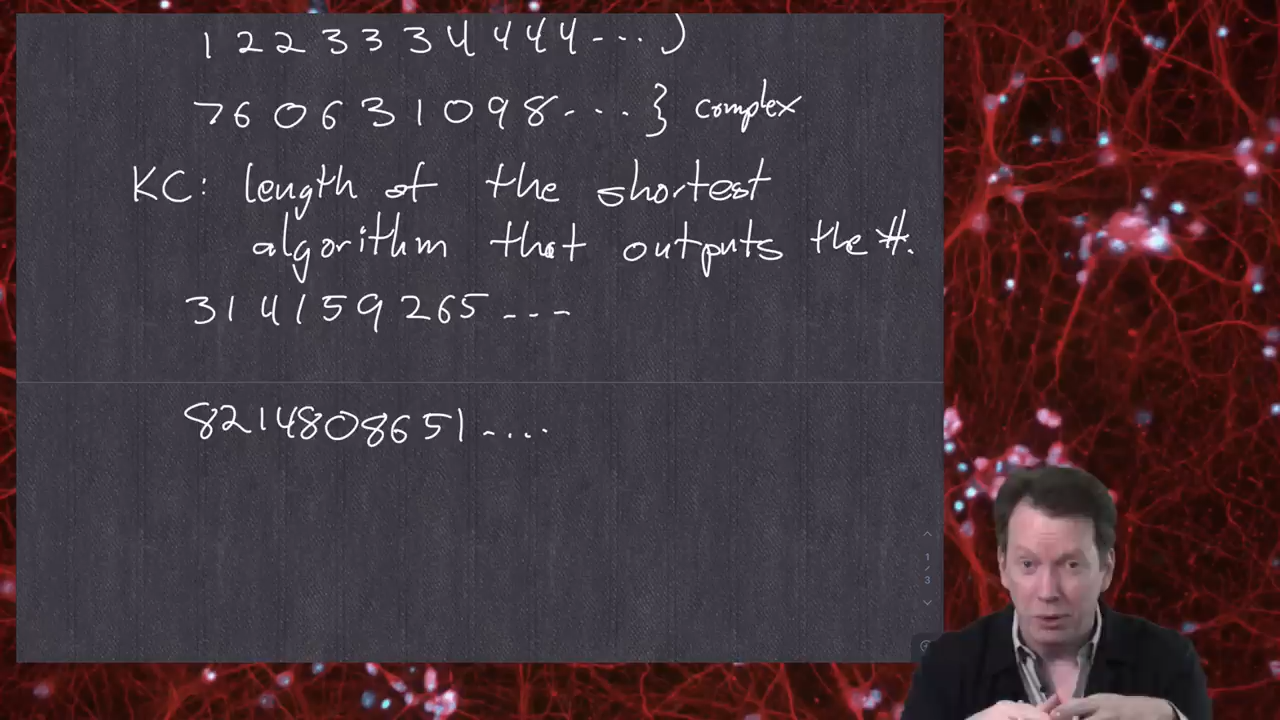 1 2 2 3 3 3 4 4 4 4 - - . . )
7 6 0 6 3 1 0 9 8 - - - . } complex
KC: length of the shortest
algorithm that outputs the #.
3 1 4 1 5 9 2 6 5 - - -
8 2 1 4 8 0 8 6 5 1 - . . .
1
/
3